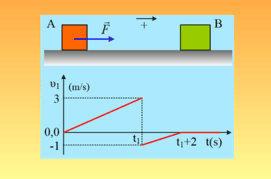 A F⃗ + B
υ₁ (m/s)
3
0,0 t₁ t₁+2 t(s)
-1